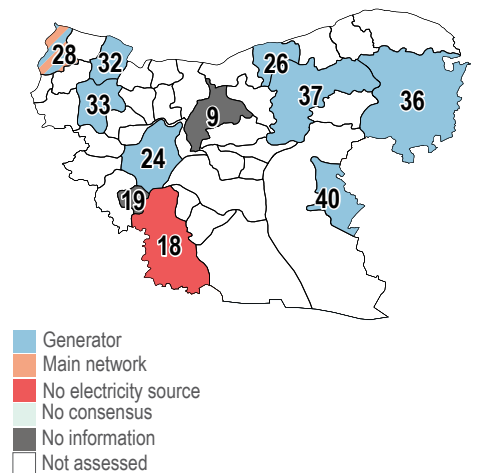 28
32
26
33
37
36
9
24
19
40
18
Generator
Main network
No electricity source
No consensus
No information
Not assessed